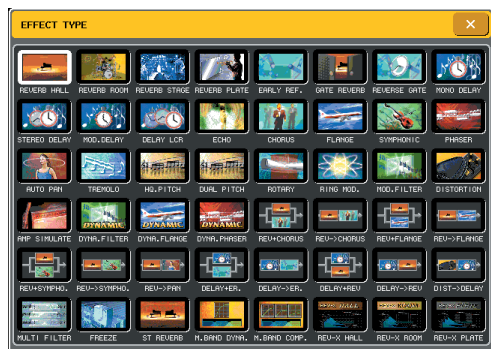 EFFECT TYPE
REVERB HALL REVERB ROOM REVERB STAGE REVERB PLATE EARLY REF. GATE REVERB REVERSE GATE MONO DELAY
STEREO DELAY MOD.DELAY DELAY LCR ECHO CHORUS FLANGE SYMPHONIC PHASER
AUTO PAN TREMOLO HQ.PITCH DUAL PITCH ROTARY RING MOD. MOD.FILTER DISTORTION
DYNAMIC DYNAMIC DYNAMIC
AMP SIMULATE DYNA.FILTER DYNA.FLANGE DYNA.PHASER REV+CHORUS REV->CHORUS REV+FLANGE REV->FLANGE
REV+SYMPHO. REV->SYMPHO. REV->PAN DELAY+ER. DELAY->ER. DELAY+REV DELAY->REV DIST->DELAY
MULTI FILTER FREEZE ST REVERB M.BAND DYNA. M.BAND COMP. REV-X HALL REV-X ROOM REV-X PLATE